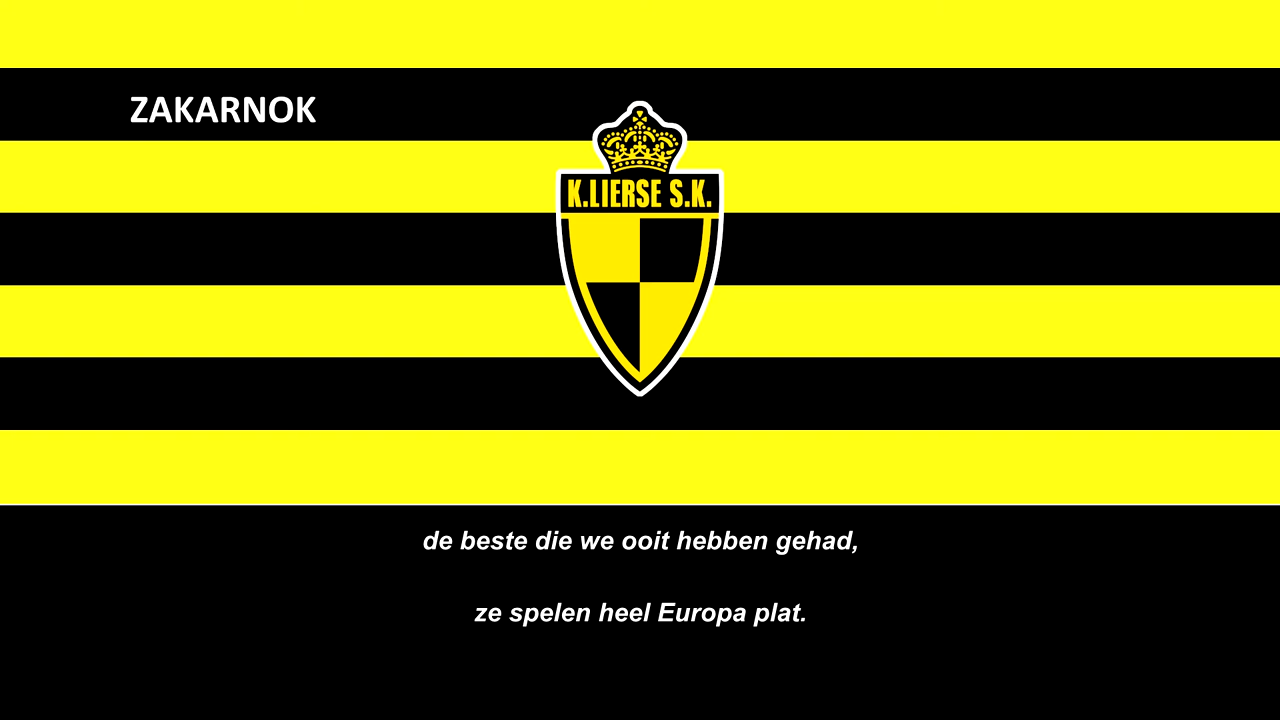 ZAKARNOK
K.LIERSE S.K.
de beste die we ooit hebben gehad,
ze spelen heel Europa plat.